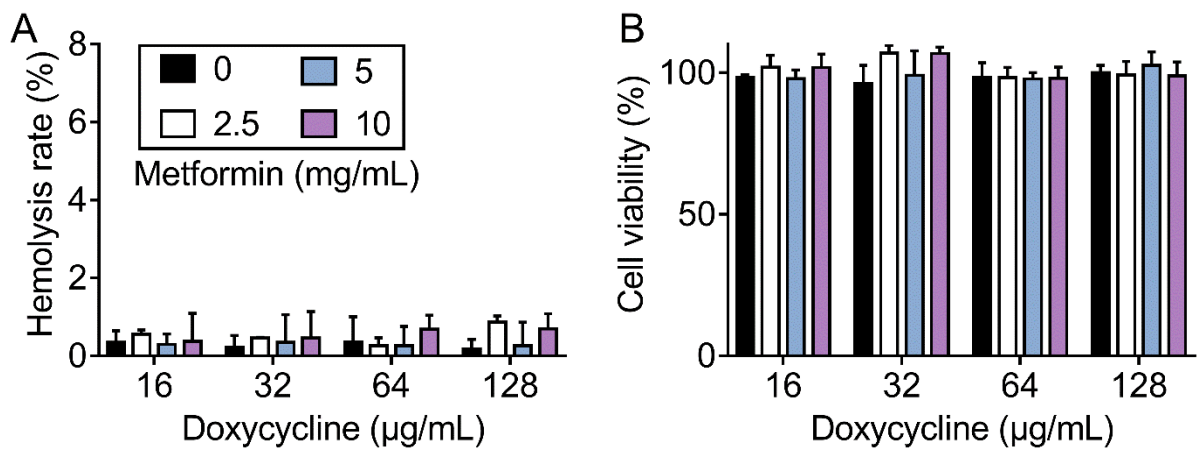 A
Hemolysis rate (%)
8
6
4
2
0
0
5
2.5
10
Metformin (mg/mL)
16
32
64
128
Doxycycline (µg/mL)
B
Cell viability (%)
100
50
0
16
32
64
128
Doxycycline (µg/mL)